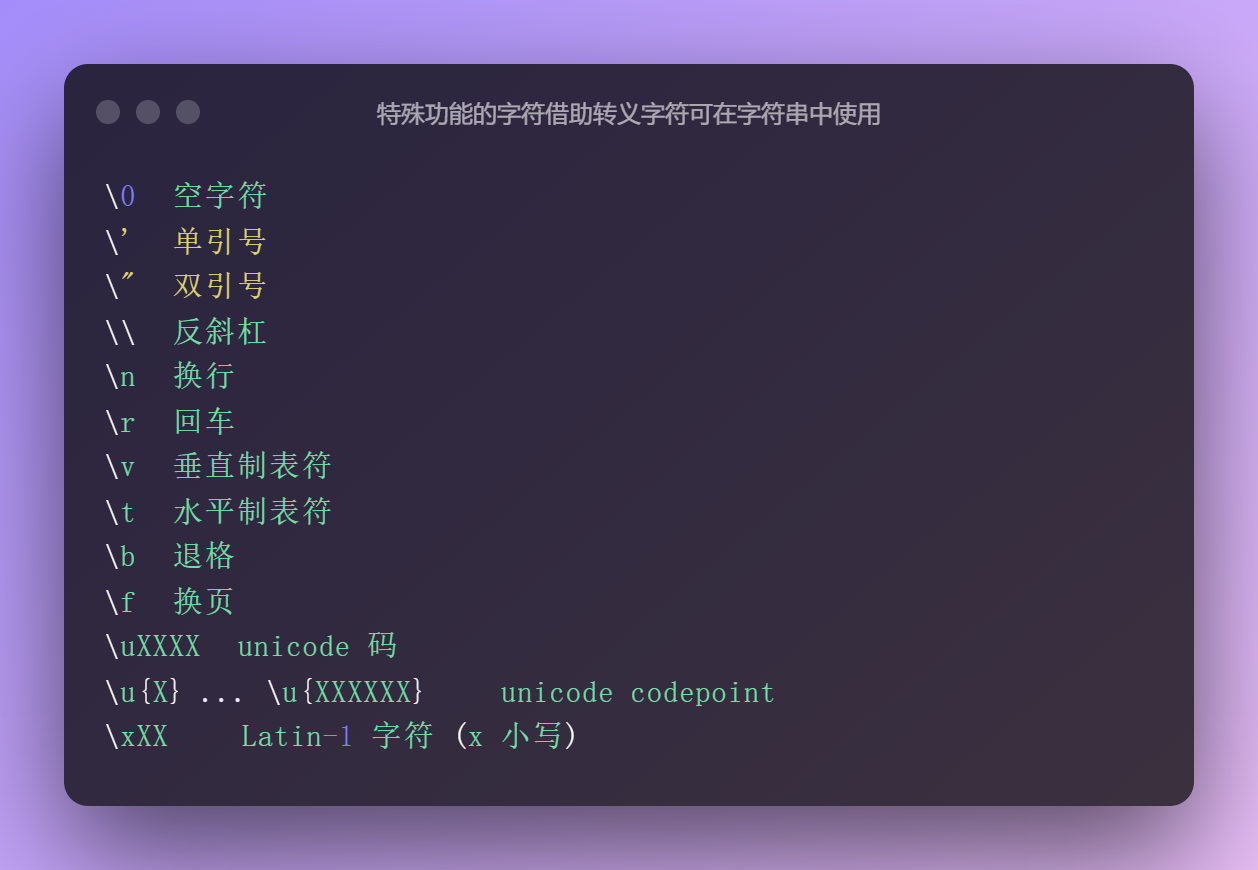 特殊功能的字符借助转义字符可在字符串中使用
\0  空字符
\'  单引号
\"  双引号
\\  反斜杠
\n  换行
\r  回车
\v  垂直制表符
\t  水平制表符
\b  退格
\f  换页
\uXXXX  unicode 码
\u{X} ... \u{XXXXXX}    unicode codepoint
\xXX    Latin-1 字符 (x 小写)